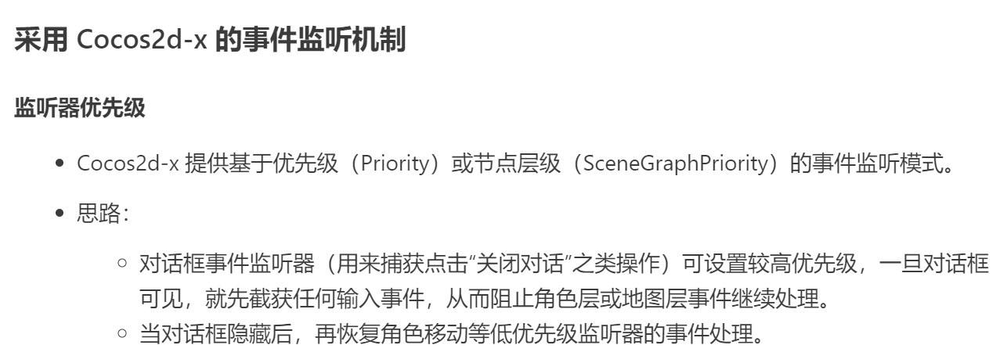 采用 Cocos2d-x 的事件监听机制
监听器优先级
• Cocos2d-x 提供基于优先级（Priority）或节点层级（SceneGraphPriority）的事件监听模式。
• 思路：
○ 对话框事件监听器（用来捕获点击“关闭对话”之类操作）可设置较高优先级，一旦对话框
可见，就先截获任何输入事件，从而阻止角色层或地图层事件继续处理。
○ 当对话框隐藏后，再恢复角色移动等低优先级监听器的事件处理。